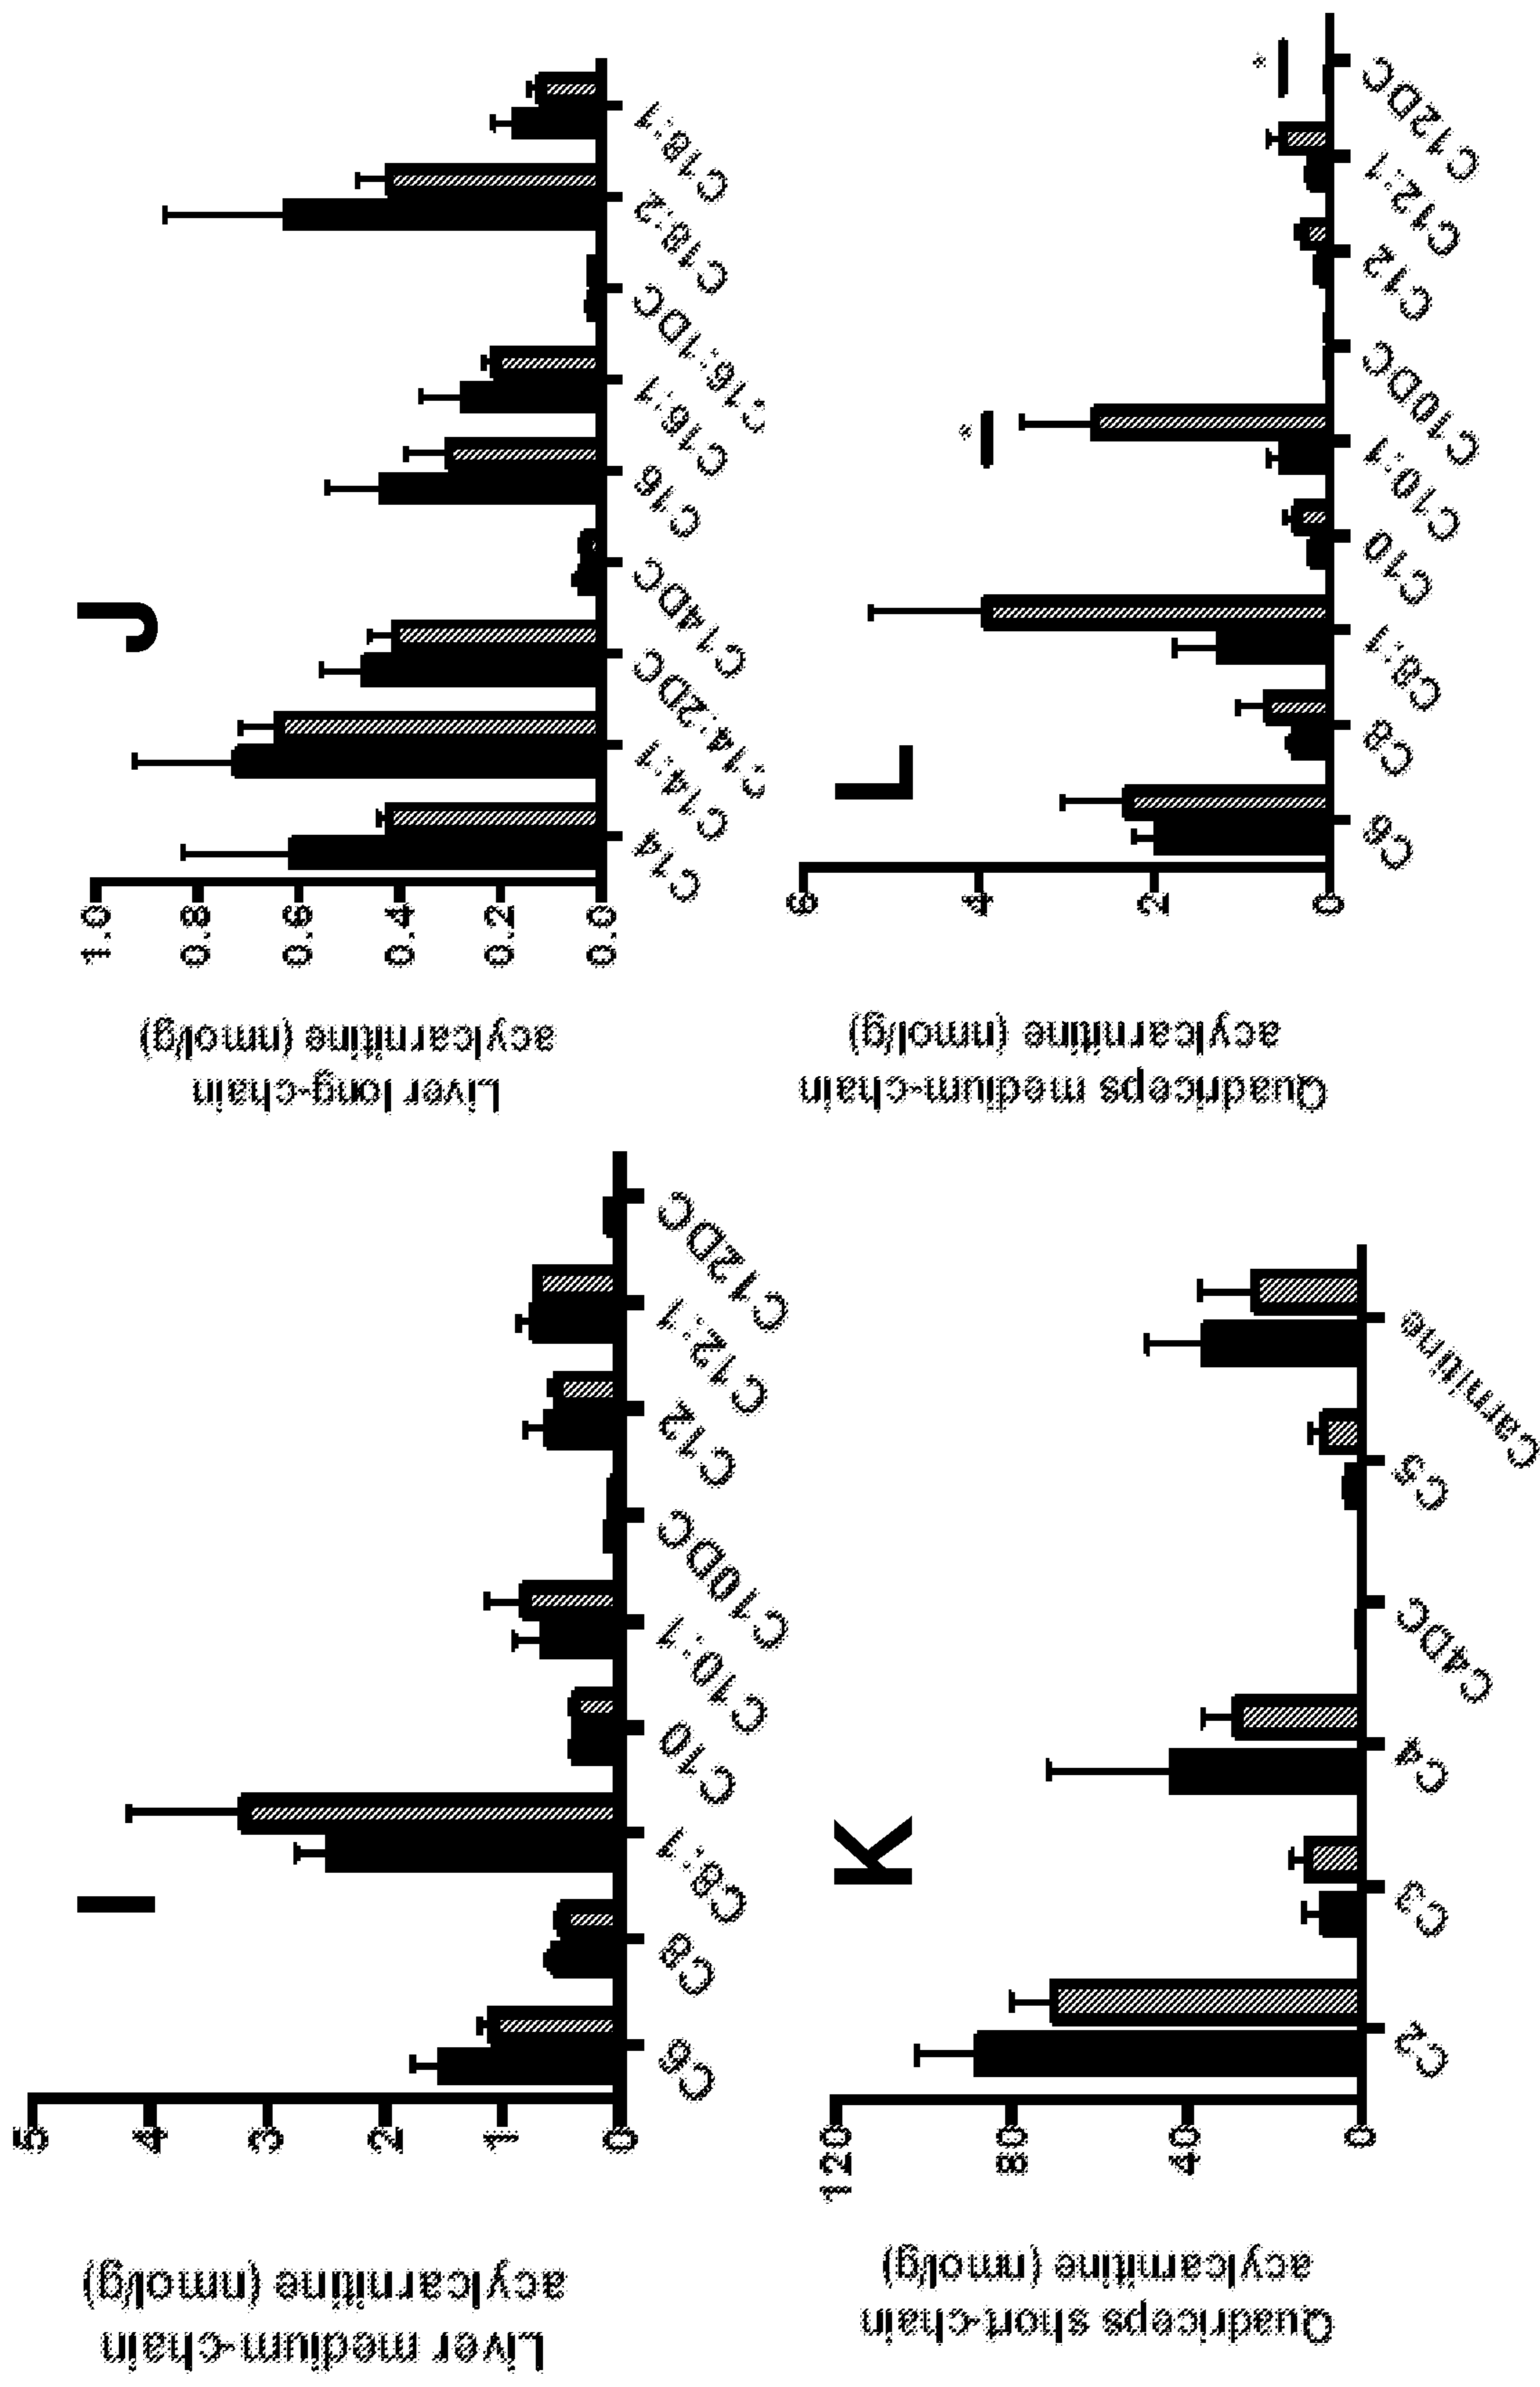 I
Liver medium-chain
acylcarnitine (nmol/g)
5
4
3
2
1
0
C6
C8
C8:1
C10
C10:1
C10DC
C12
C12:1
C12DC
J
Liver long-chain
acylcarnitine (nmol/g)
1.0
0.8
0.6
0.4
0.2
0.0
C14
C14:1
C14:2DC
C14DC
C16
C16:1
C16:1DC
C18:2
C18:1
K
Quadriceps short-chain
acylcarnitine (nmol/g)
120
80
40
0
C2
C3
C4
C4DC
C5
Carnitine
L
Quadriceps medium-chain
acylcarnitine (nmol/g)
6
4
2
0
C6
C8
C8:1
C10
C10:1
C10DC
C12
C12:1
C12DC
*
*